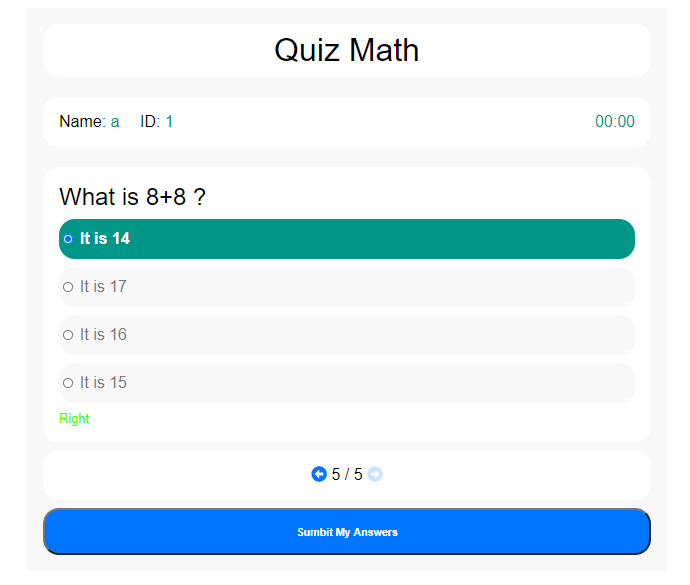 Quiz Math
Name: a ID: 1 00:00
What is 8+8 ?
It is 14
It is 17
It is 16
It is 15
Right
5 / 5
Sumbit My Answers